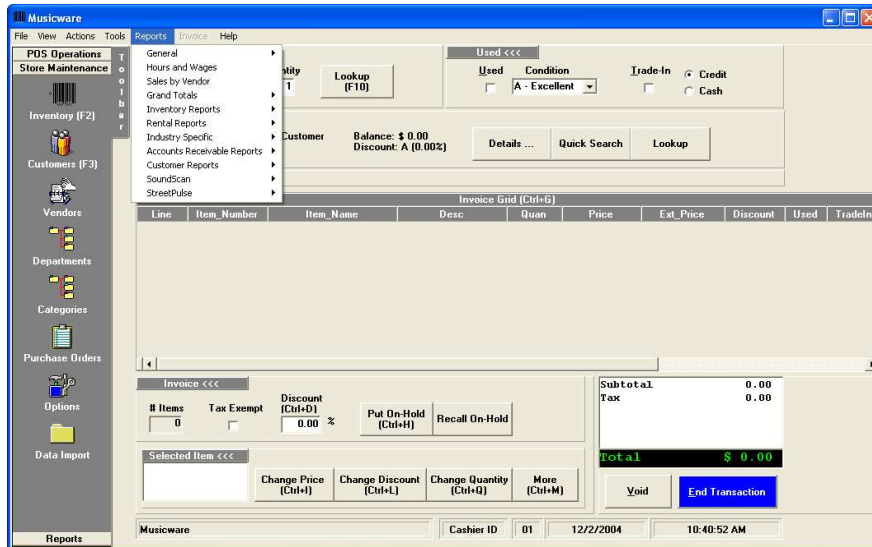 Musicware
File View Actions Tools Reports Invoice Help
POS Operations
Store Maintenance
Toolbar
Inventory (F2)
Customers (F3)
Vendors
Departments
Categories
Purchase Orders
Options
Data Import
Reports
General
Hours and Wages
Sales by Vendor
Grand Totals
Inventory Reports
Rental Reports
Industry Specific
Accounts Receivable Reports
Customer Reports
SoundScan
StreetPulse
1
Lookup
(F10)
Used <<<
Used Condition Trade-In
A - Excellent
Credit
Cash
Customer
Balance: $ 0.00
Discount: A (0.00%)
Details ... Quick Search Lookup
Invoice Grid (Ctrl+G)
Line Item_Number Item_Name Desc Quan Price Ext_Price Discount Used TradeIn
Invoice <<<
# Items Tax Exempt
Discount
(Ctrl+D)
0 0.00 %
Put On-Hold
(Ctrl+H)
Recall On-Hold
Selected Item <<<
Change Price
(Ctrl+I)
Change Discount
(Ctrl+L)
Change Quantity
(Ctrl+Q)
More
(Ctrl+M)
Subtotal 0.00
Tax 0.00
Total $ 0.00
Void End Transaction
Musicware Cashier ID 01 12/2/2004 10:40:52 AM